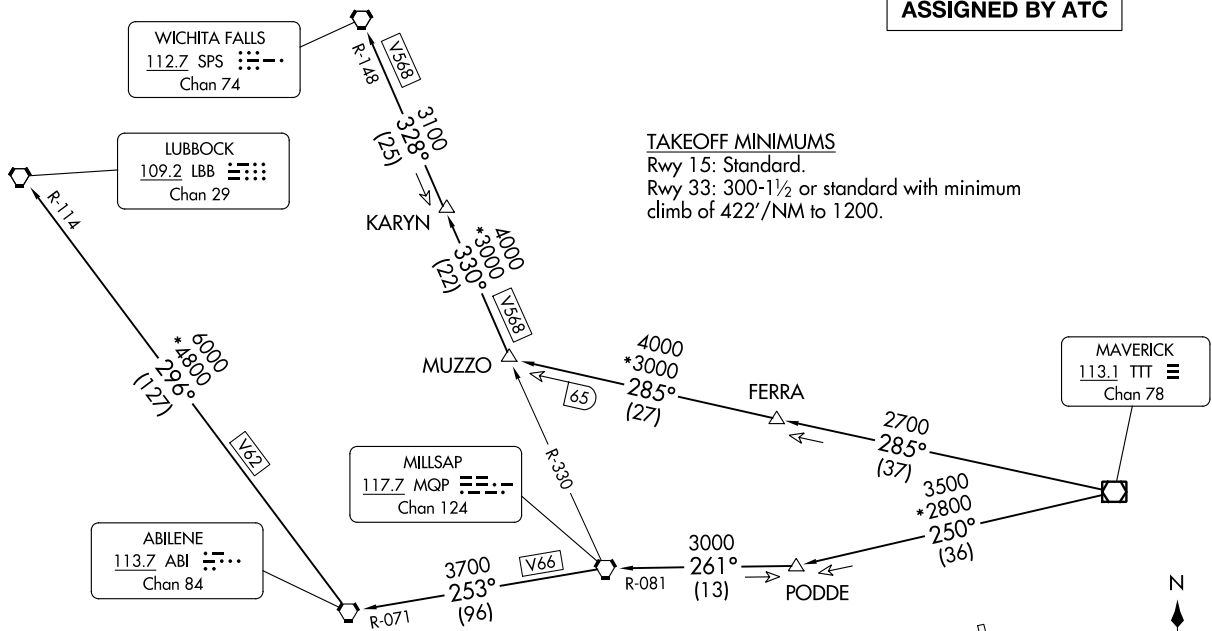 ASSIGNED BY ATC
WICHITA FALLS
112.7 SPS
Chan 74
R-148
V568
3100
328°
(25)
LUBBOCK
109.2 LBB
Chan 29
R-114
TAKEOFF MINIMUMS
Rwy 15: Standard.
Rwy 33: 300-1½ or standard with minimum
climb of 422'/NM to 1200.
KARYN
4000
*3000
330°
(22)
V568
MUZZO
4000
*3000
285°
(27)
65
FERRA
MAVERICK
113.1 TTT
Chan 78
2700
285°
(37)
6000
*4800
296°
(127)
V62
R-330
MILLSAP
117.7 MQP
Chan 124
3500
*2800
250°
(36)
ABILENE
113.7 ABI
Chan 84
3700
253°
(96)
V66
R-071
R-081
3000
261°
(13)
PODDE
N